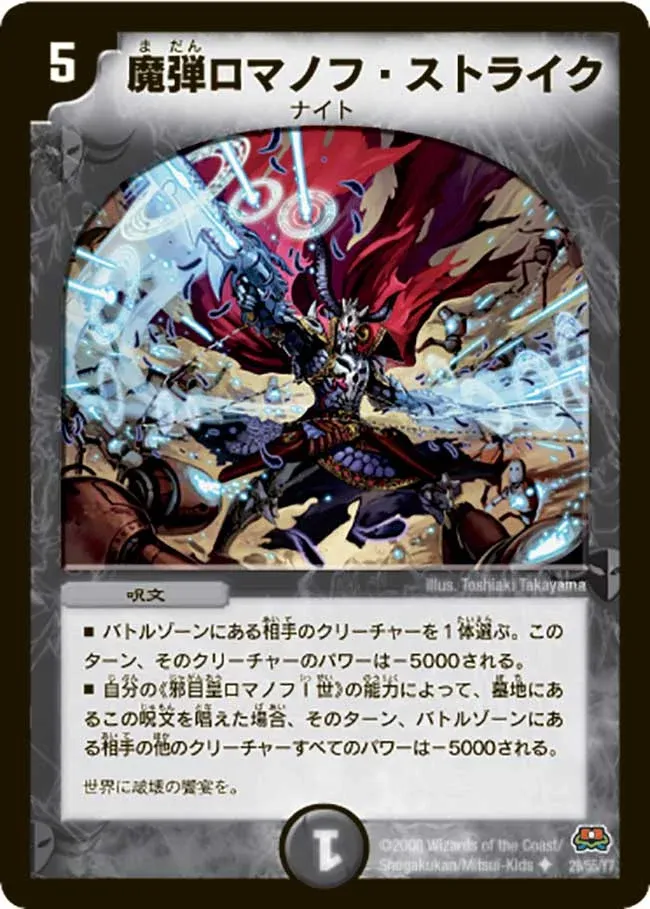 5
ま だん
魔弾ロマノフ・ストライク
ナイト
illus. Toshiaki Takayama
呪文
■ バトルゾーンにある相手のクリーチャーを1体選ぶ。この
ターン、そのクリーチャーのパワーは－5000される。
■ 自分の《邪眼皇ロマノフI世》の能力によって、墓地にあ
るこの呪文を唱えた場合、そのターン、バトルゾーンにあ
る相手の他のクリーチャーすべてのパワーは－5000される。
世界に破壊の饗宴を。
1
©2008 Wizards of the Coast/
Shogakukan/Mitsui-Kids
29/55/Y7